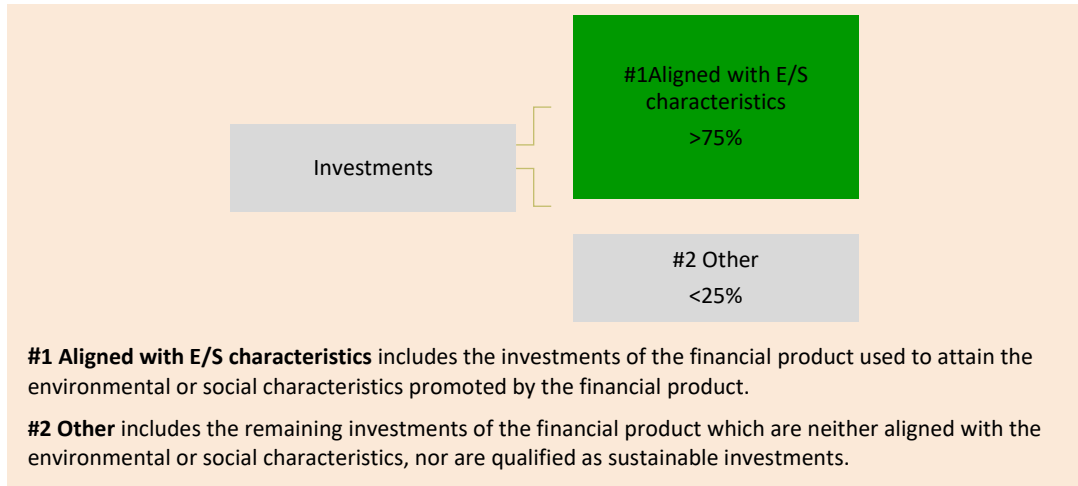 #1Aligned with E/S
characteristics
>75%
Investments
#2 Other
<25%
#1 Aligned with E/S characteristics includes the investments of the financial product used to attain the
environmental or social characteristics promoted by the financial product.
#2 Other includes the remaining investments of the financial product which are neither aligned with the
environmental or social characteristics, nor are qualified as sustainable investments.